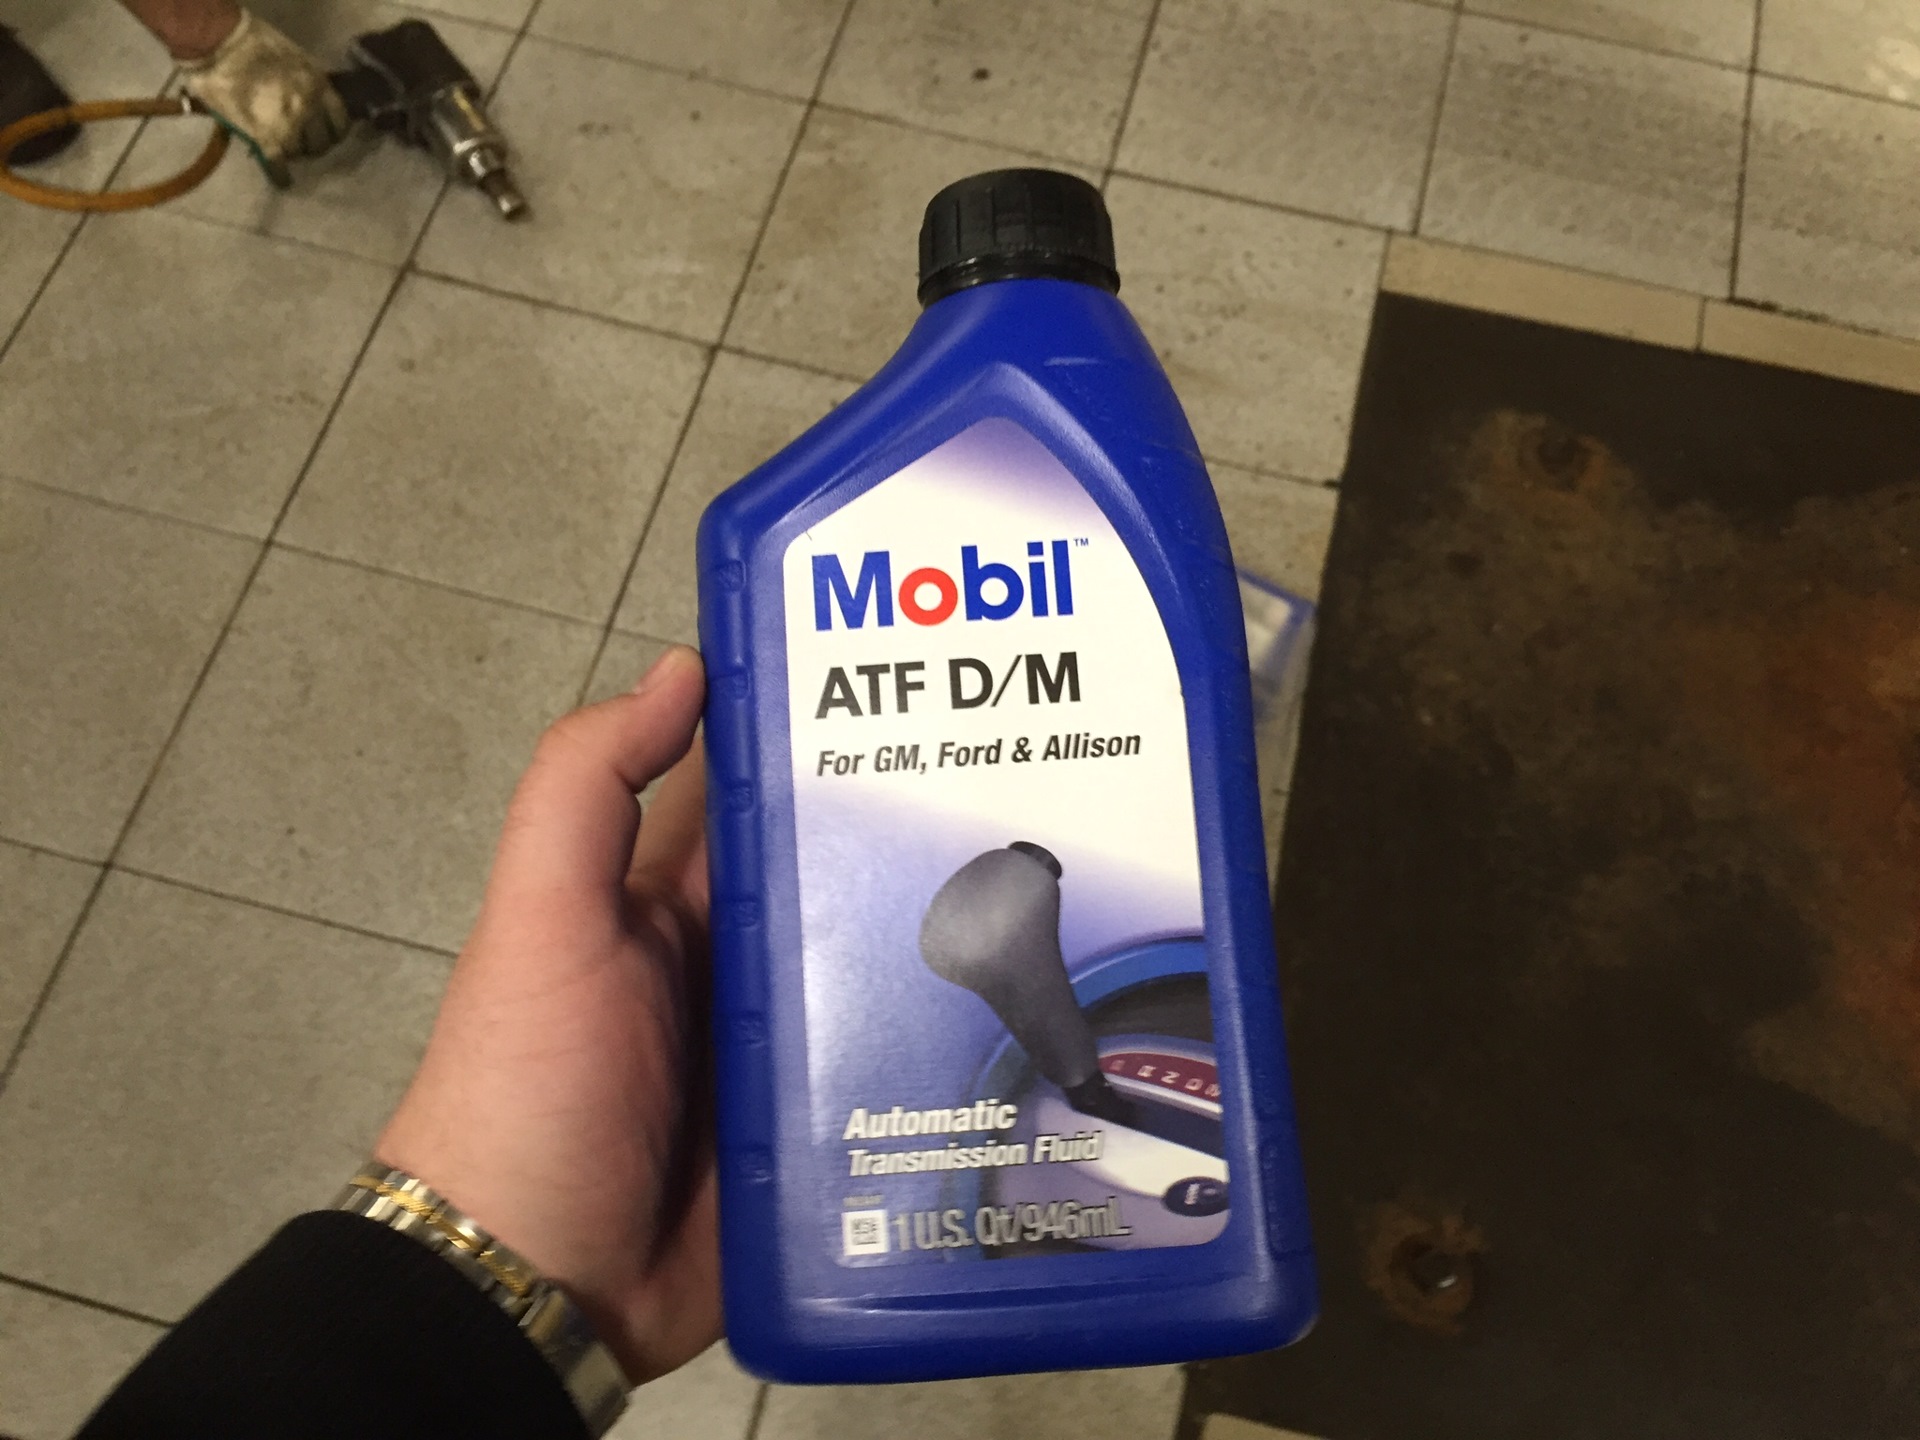 Mobil™
ATF D/M
For GM, Ford & Allison
Automatic
Transmission Fluid
1 U.S. Qt/946mL